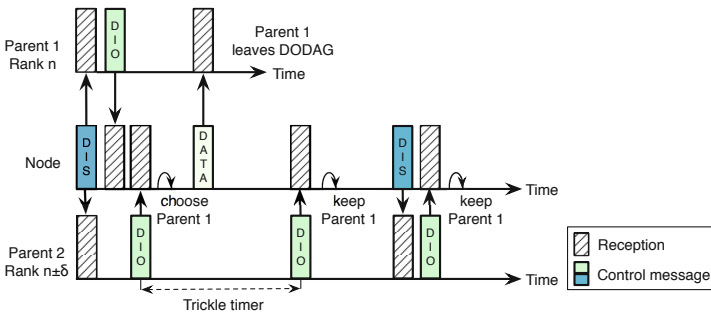 Parent 1
Rank n
DIO
Parent 1
leaves DODAG
Time
Node
DIS
DATA
DIS
choose
Parent 1
keep
Parent 1
keep
Parent 1
Time
Parent 2
Rank n±δ
DIO
DIO
DIO
Time
Trickle timer
Reception
Control message